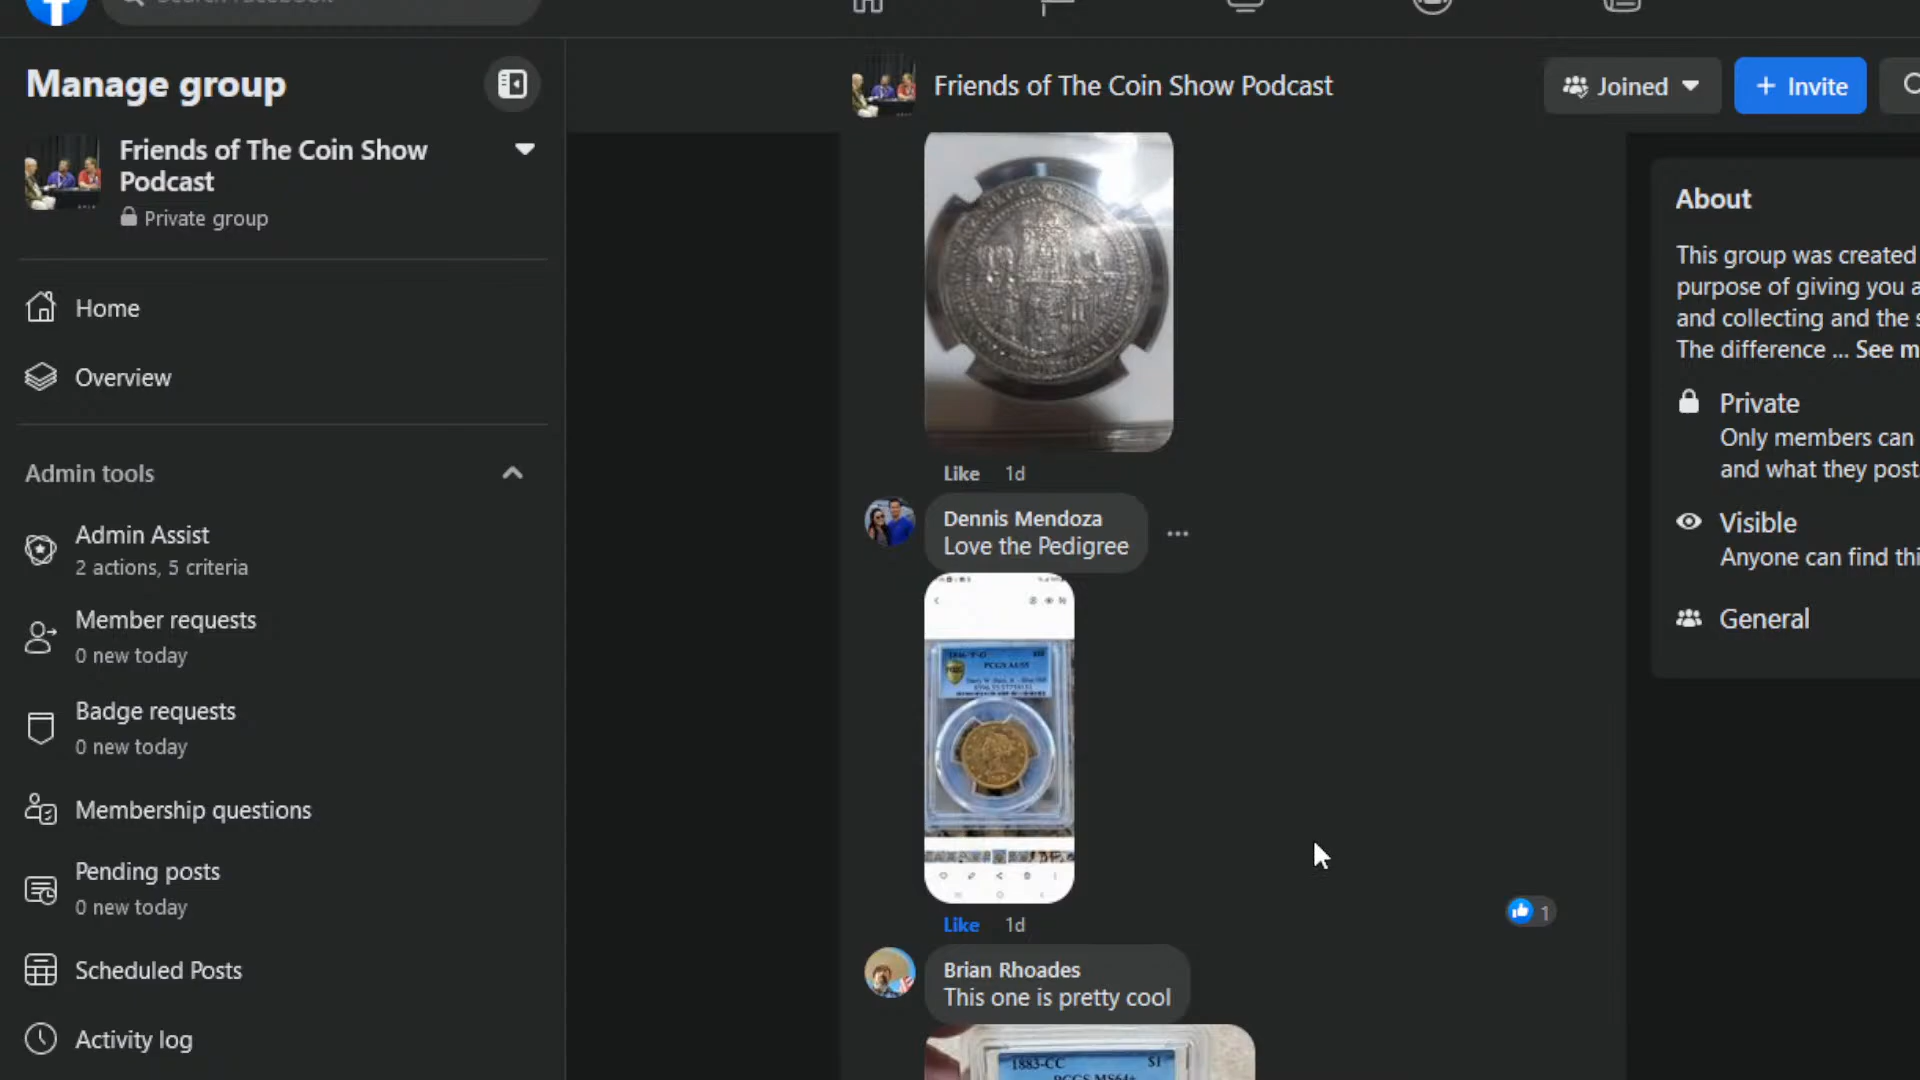 Manage group
Friends of The Coin Show
Podcast
Private group
Home
Overview
Admin tools
Admin Assist
2 actions, 5 criteria
Member requests
0 new today
Badge requests
0 new today
Membership questions
Pending posts
0 new today
Scheduled Posts
Activity log
Friends of The Coin Show Podcast
Joined
+ Invite
Like 1d
Dennis Mendoza
Love the Pedigree
PCGS AU55
Like 1d
1
Brian Rhoades
This one is pretty cool
1883-CC $1
PCGS MS64+
About
This group was created
purpose of giving you a
and collecting and the s
The difference ... See m
Private
Only members can
and what they post
Visible
Anyone can find thi
General